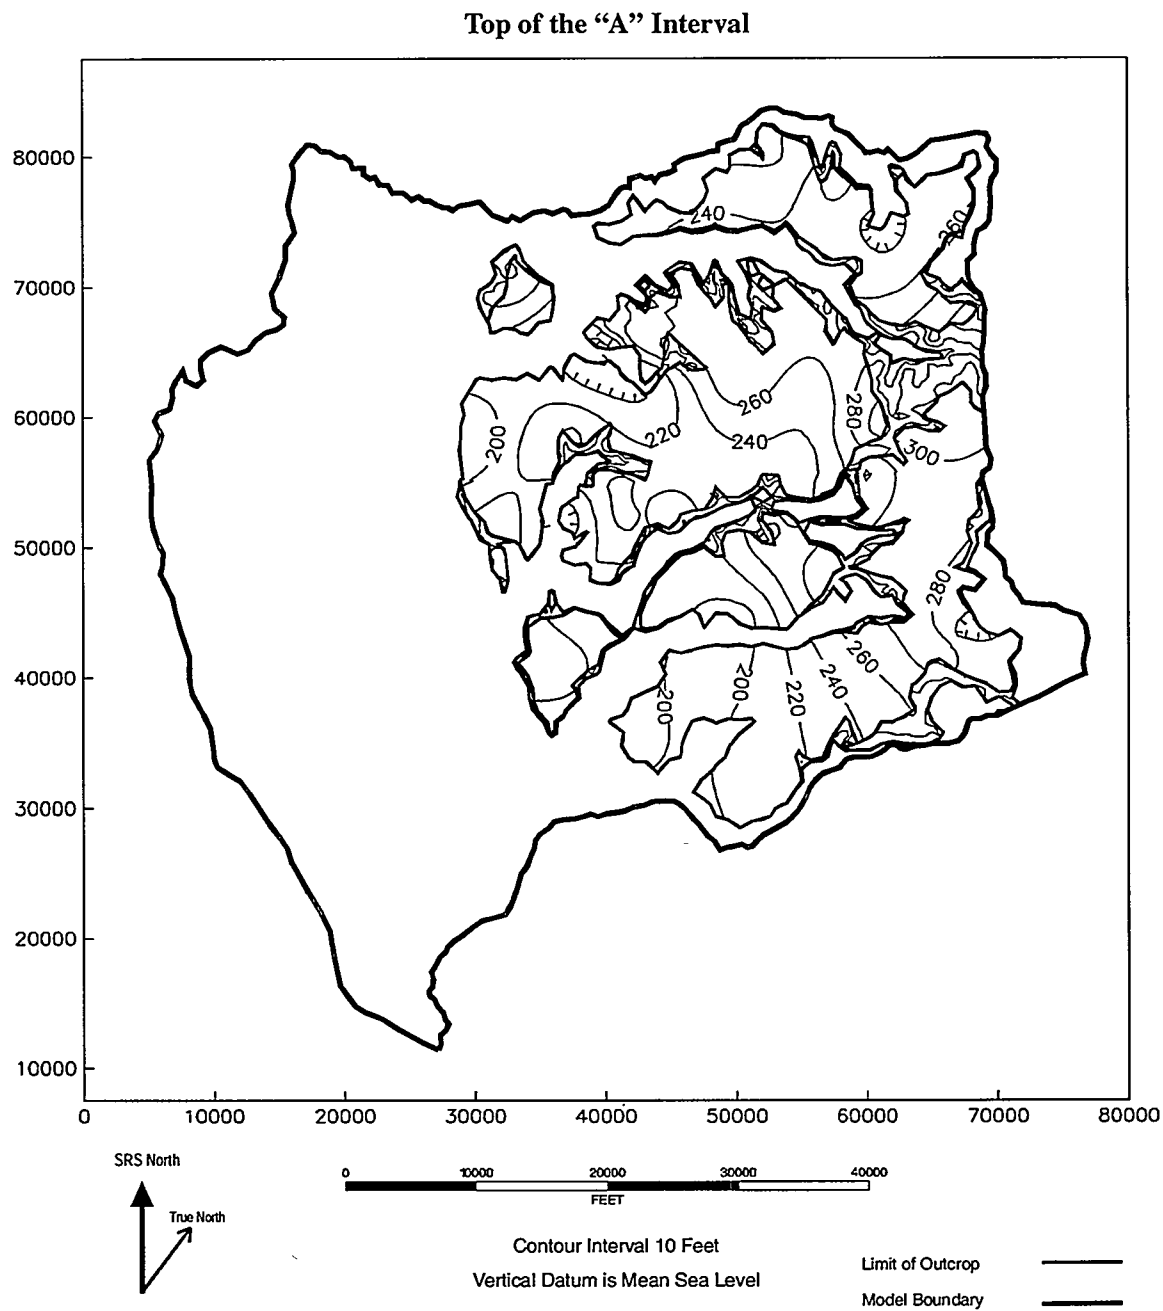 Top of the “A” Interval
80000
70000
60000
50000
40000
30000
20000
10000
0 10000 20000 30000 40000 50000 60000 70000 80000
240
260
260
280
200
220
240
300
280
260
240
220
200
200
SRS North
True North
0 10000 20000 30000 40000
FEET
Contour Interval 10 Feet
Vertical Datum is Mean Sea Level
Limit of Outcrop
Model Boundary